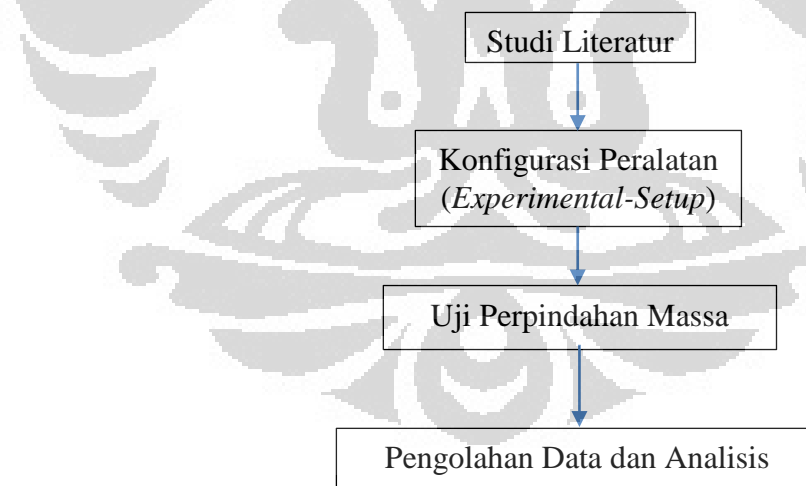 Studi Literatur
Konfigurasi Peralatan
(Experimental-Setup)
Uji Perpindahan Massa
Pengolahan Data dan Analisis